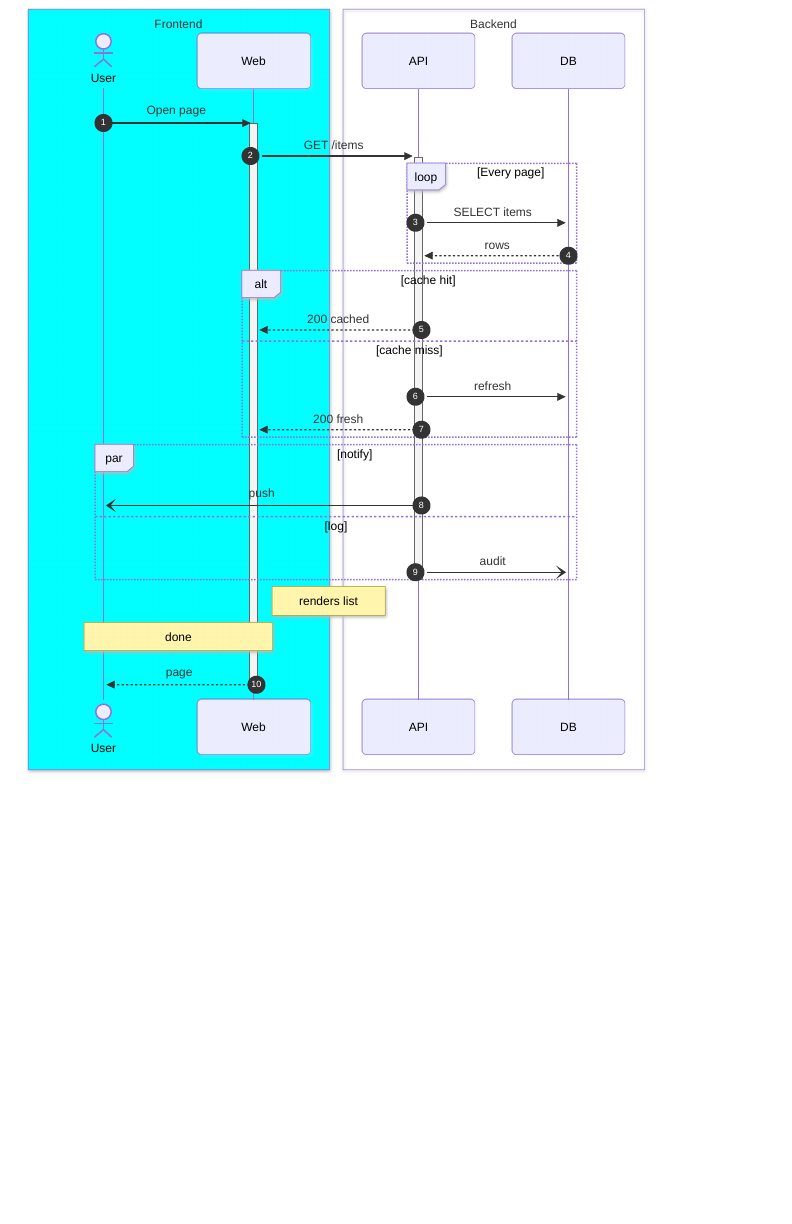 Frontend
Backend
User
Web
API
DB
1
Open page
2
GET /items
loop
[Every page]
3
SELECT items
rows
4
alt
[cache hit]
200 cached
5
[cache miss]
6
refresh
200 fresh
7
par
[notify]
push
8
[log]
9
audit
renders list
done
page
10
User
Web
API
DB